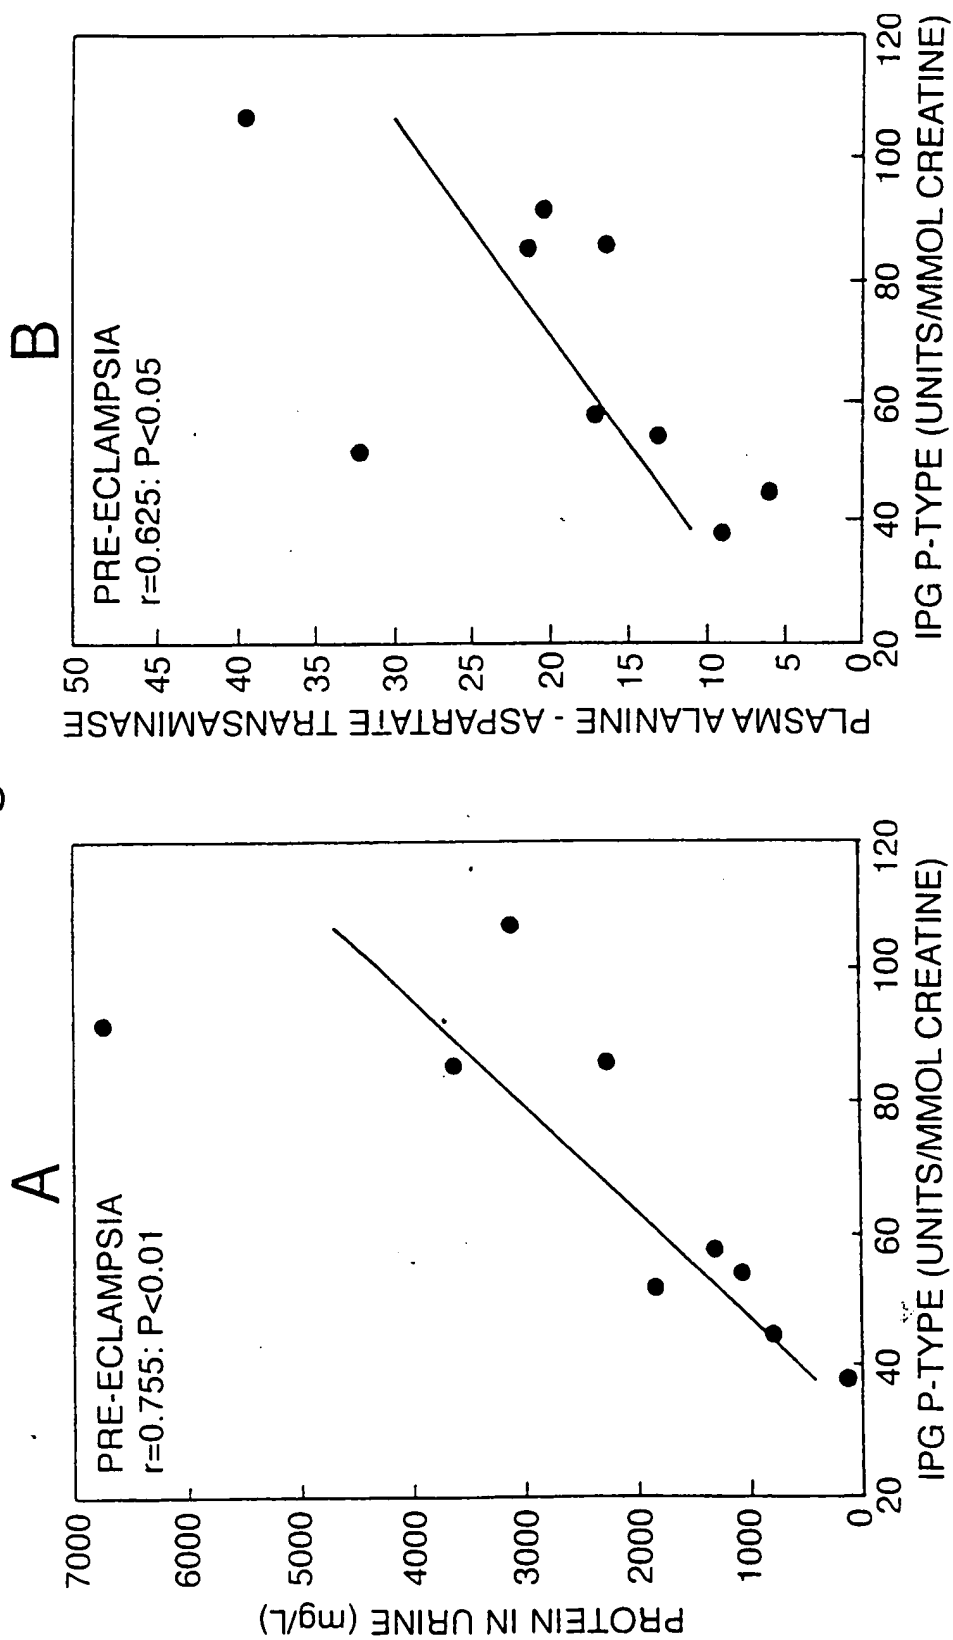 A
PRE-ECLAMPSIA
r=0.755: P<0.01
PROTEIN IN URINE (mg/L)
7000
6000
5000
4000
3000
2000
1000
0
20 40 60 80 100 120
IPG P-TYPE (UNITS/MMOL CREATINE)
B
PRE-ECLAMPSIA
r=0.625: P<0.05
PLASMA ALANINE - ASPARTATE TRANSAMINASE
50
45
40
35
30
25
20
15
10
5
0
20 40 60 80 100 120
IPG P-TYPE (UNITS/MMOL CREATINE)